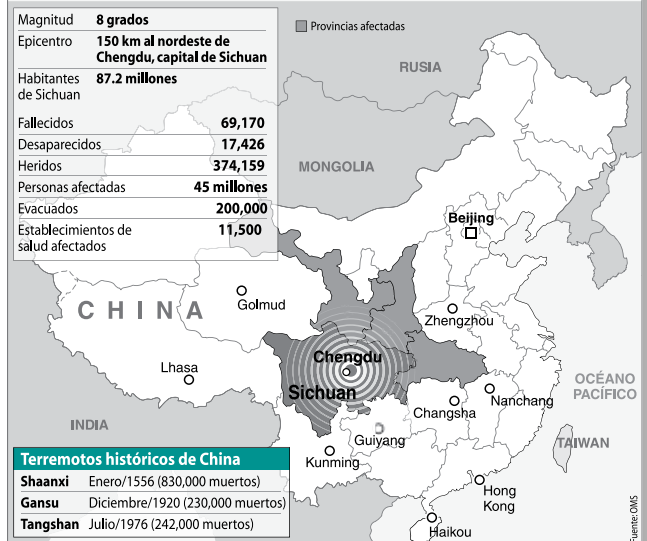 Magnitud 8 grados
Epicentro 150 km al nordeste de
Chengdu, capital de Sichuan
Habitantes 87.2 millones
de Sichuan
Fallecidos 69,170
Desaparecidos 17,426
Heridos 374,159
Personas afectadas 45 millones
Evacuados 200,000
Establecimientos de 11,500
salud afectados
Provincias afectadas
RUSIA
MONGOLIA
Beijing
Golmud
CHINA
Zhengzhou
Chengdu
Lhasa
Sichuan
OCÉANO
PACÍFICO
Nanchang
Changsha
INDIA
Guiyang
TAIWAN
Kunming
Terremotos históricos de China
Shaanxi Enero/1556 (830,000 muertos)
Gansu Diciembre/1920 (230,000 muertos)
Tangshan Julio/1976 (242,000 muertos)
Hong
Kong
Haikou
Fuente: OMS